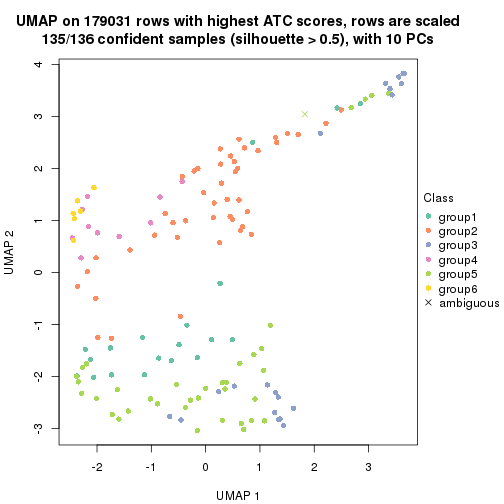 UMAP on 179031 rows with highest ATC scores, rows are scaled
135/136 confident samples (silhouette > 0.5), with 10 PCs
4
3
2
1
0
-1
-2
-3
UMAP 2
-2
-1
0
1
2
3
UMAP 1
Class
group1
group2
group3
group4
group5
group6
ambiguous